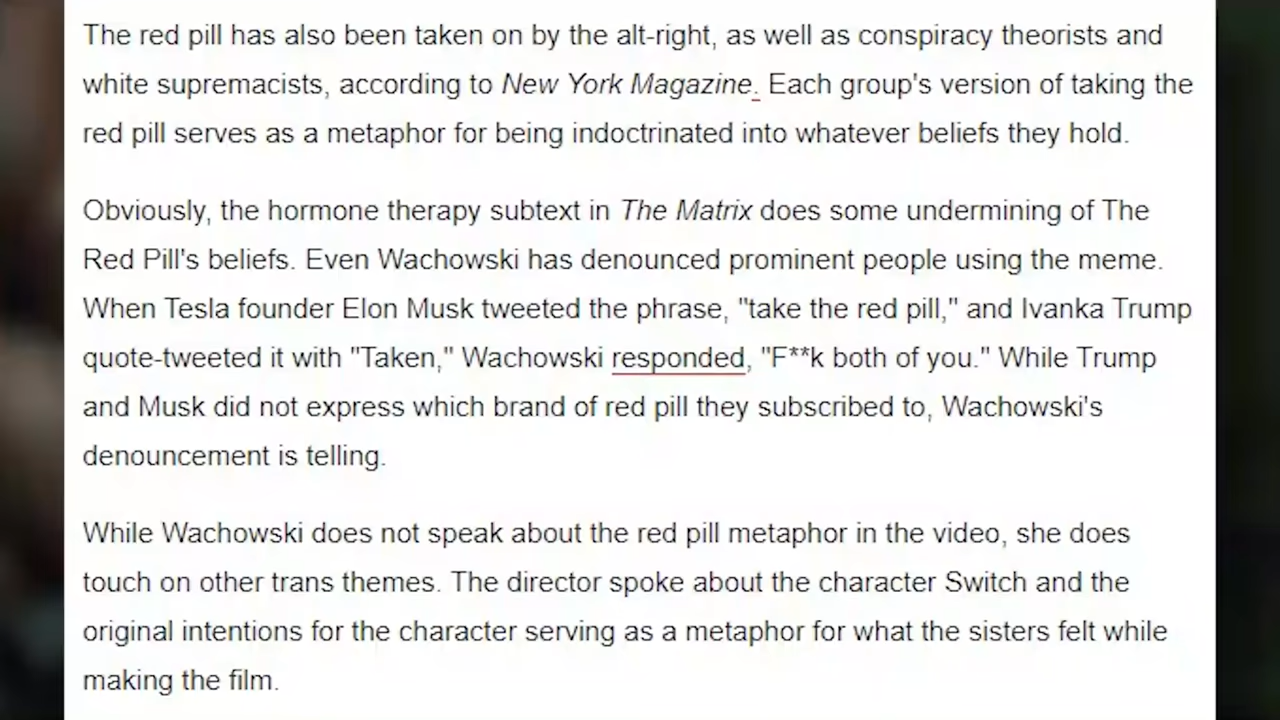 The red pill has also been taken on by the alt-right, as well as conspiracy theorists and
white supremacists, according to New York Magazine. Each group's version of taking the
red pill serves as a metaphor for being indoctrinated into whatever beliefs they hold.
Obviously, the hormone therapy subtext in The Matrix does some undermining of The
Red Pill's beliefs. Even Wachowski has denounced prominent people using the meme.
When Tesla founder Elon Musk tweeted the phrase, "take the red pill," and Ivanka Trump
quote-tweeted it with "Taken," Wachowski responded, "F**k both of you." While Trump
and Musk did not express which brand of red pill they subscribed to, Wachowski's
denouncement is telling.
While Wachowski does not speak about the red pill metaphor in the video, she does
touch on other trans themes. The director spoke about the character Switch and the
original intentions for the character serving as a metaphor for what the sisters felt while
making the film.